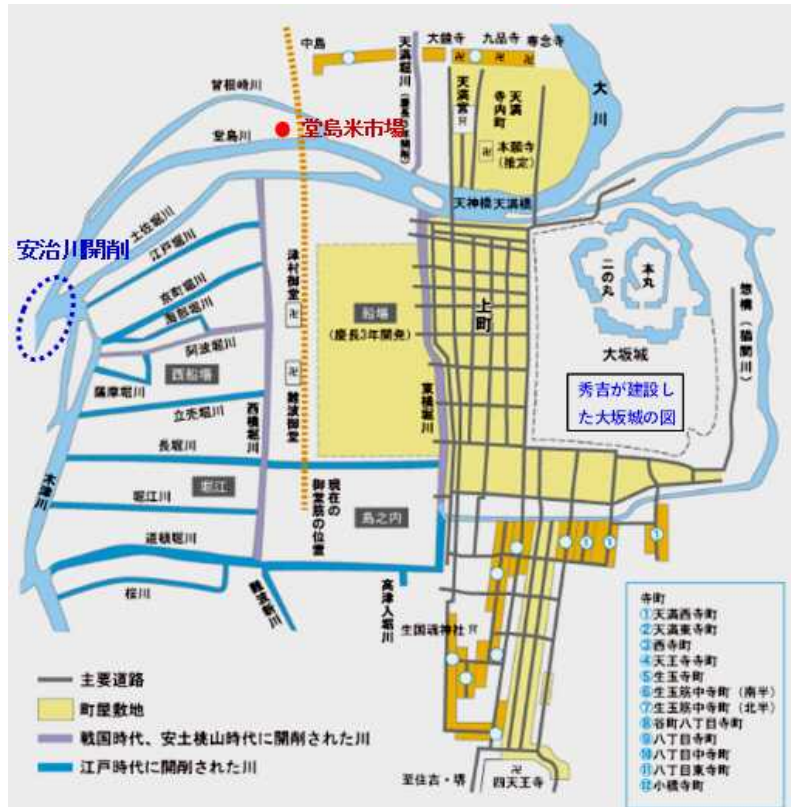 中島
大鏡寺
九品寺
専念寺
天満堀川(慶長3年開削)
天満宮
天満寺内町
本願寺
(推定)
大川
曽根崎川
堂島川
堂島米市場
天神橋
天満橋
土佐堀川
江戸堀川
京町堀川
海部堀川
阿波堀川
安治川開削
津村御堂
船場
(慶長3年開発)
上町
二の丸
本丸
大坂城
惣構(猫間川)
秀吉が建設し
た大坂城の図
西船場
薩摩堀川
立売堀川
西横堀川
難波御堂
東横堀川
長堀川
木津川
堀江
堀江川
現在の
御堂筋の位置
島之内
道頓堀川
桜川
難波新川
高津入堀川
生国魂神社
主要道路
町屋敷地
戦国時代、安土桃山時代に開削された川
江戸時代に開削された川
至住吉・堺
四天王寺
寺町
①天満西寺町
②天満東寺町
③西寺町
④天王寺寺町
⑤生玉寺町
⑥生玉筋中寺町(南半)
⑦生玉筋中寺町(北半)
⑧谷町八丁目寺町
⑨八丁目寺町
⑩八丁目中寺町
⑪八丁目東寺町
⑫小橋寺町